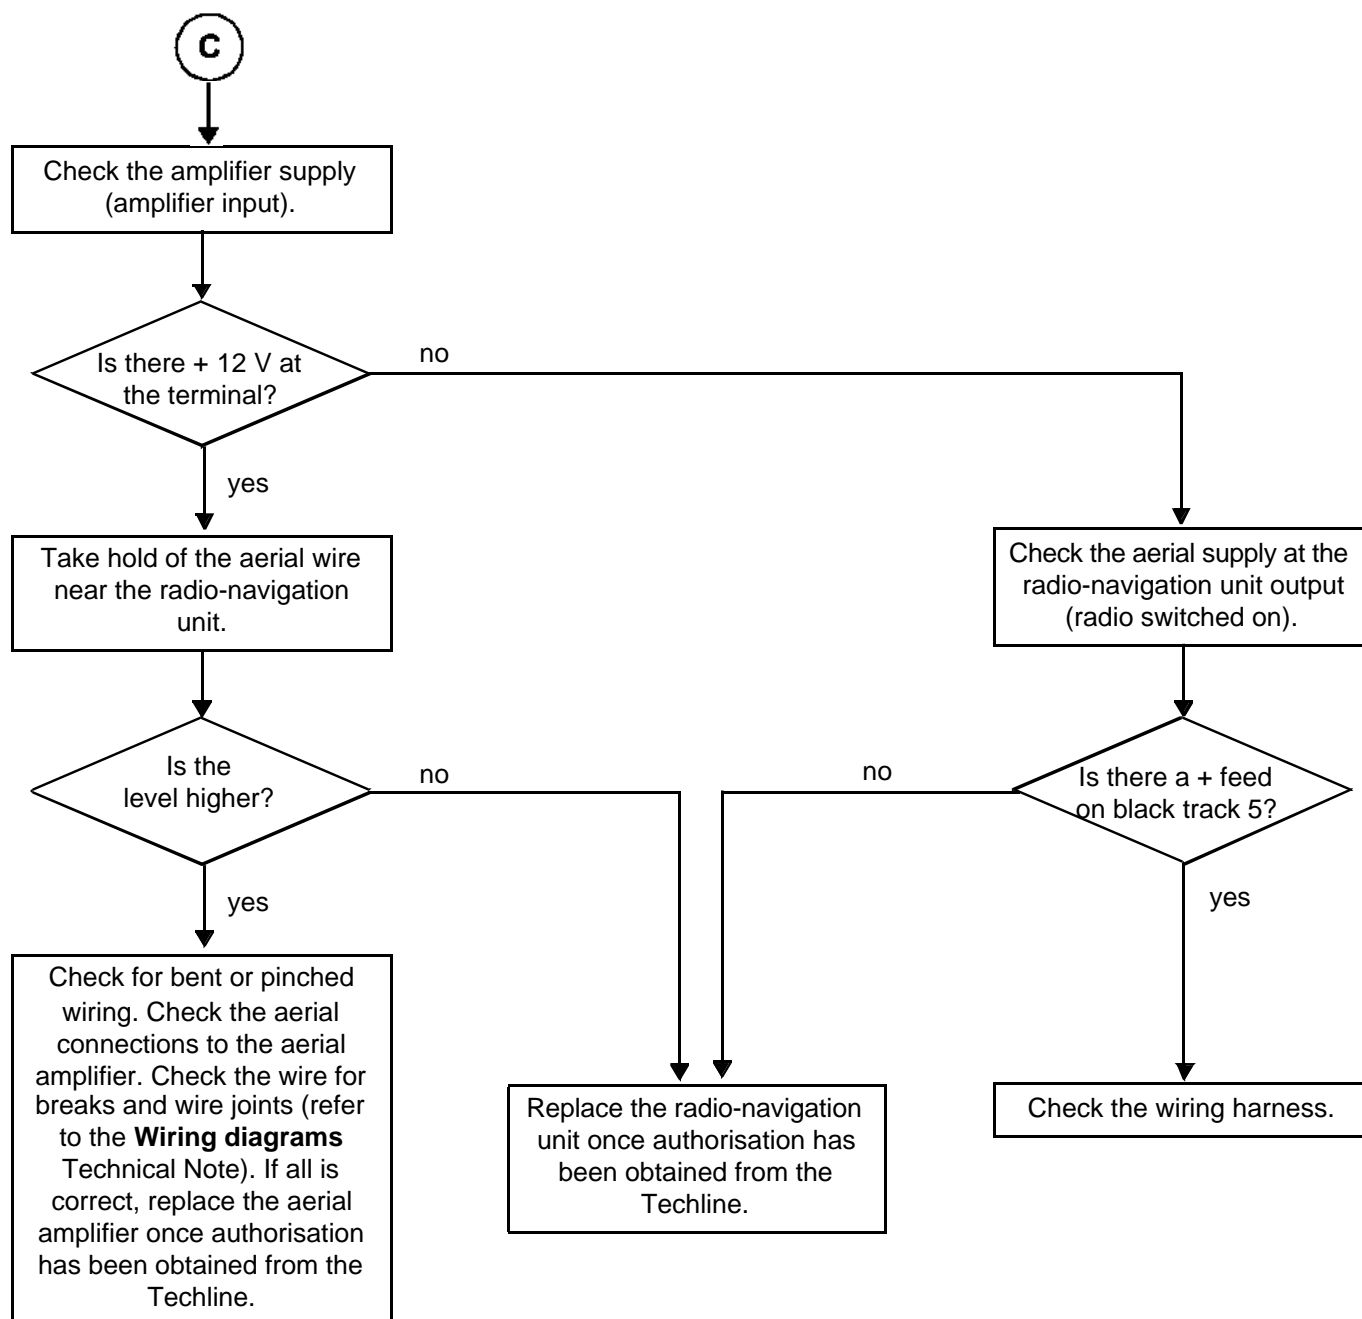 C
Check the amplifier supply
(amplifier input).
Is there + 12 V at
the terminal?
no
yes
Take hold of the aerial wire
near the radio-navigation
unit.
Check the aerial supply at the
radio-navigation unit output
(radio switched on).
Is the
level higher?
no
no
Is there a + feed
on black track 5?
yes
yes
Check for bent or pinched
wiring. Check the aerial
connections to the aerial
amplifier. Check the wire for
breaks and wire joints (refer
to the Wiring diagrams
Technical Note). If all is
correct, replace the aerial
amplifier once authorisation
has been obtained from the
Techline.
Replace the radio-navigation
unit once authorisation has
been obtained from the
Techline.
Check the wiring harness.